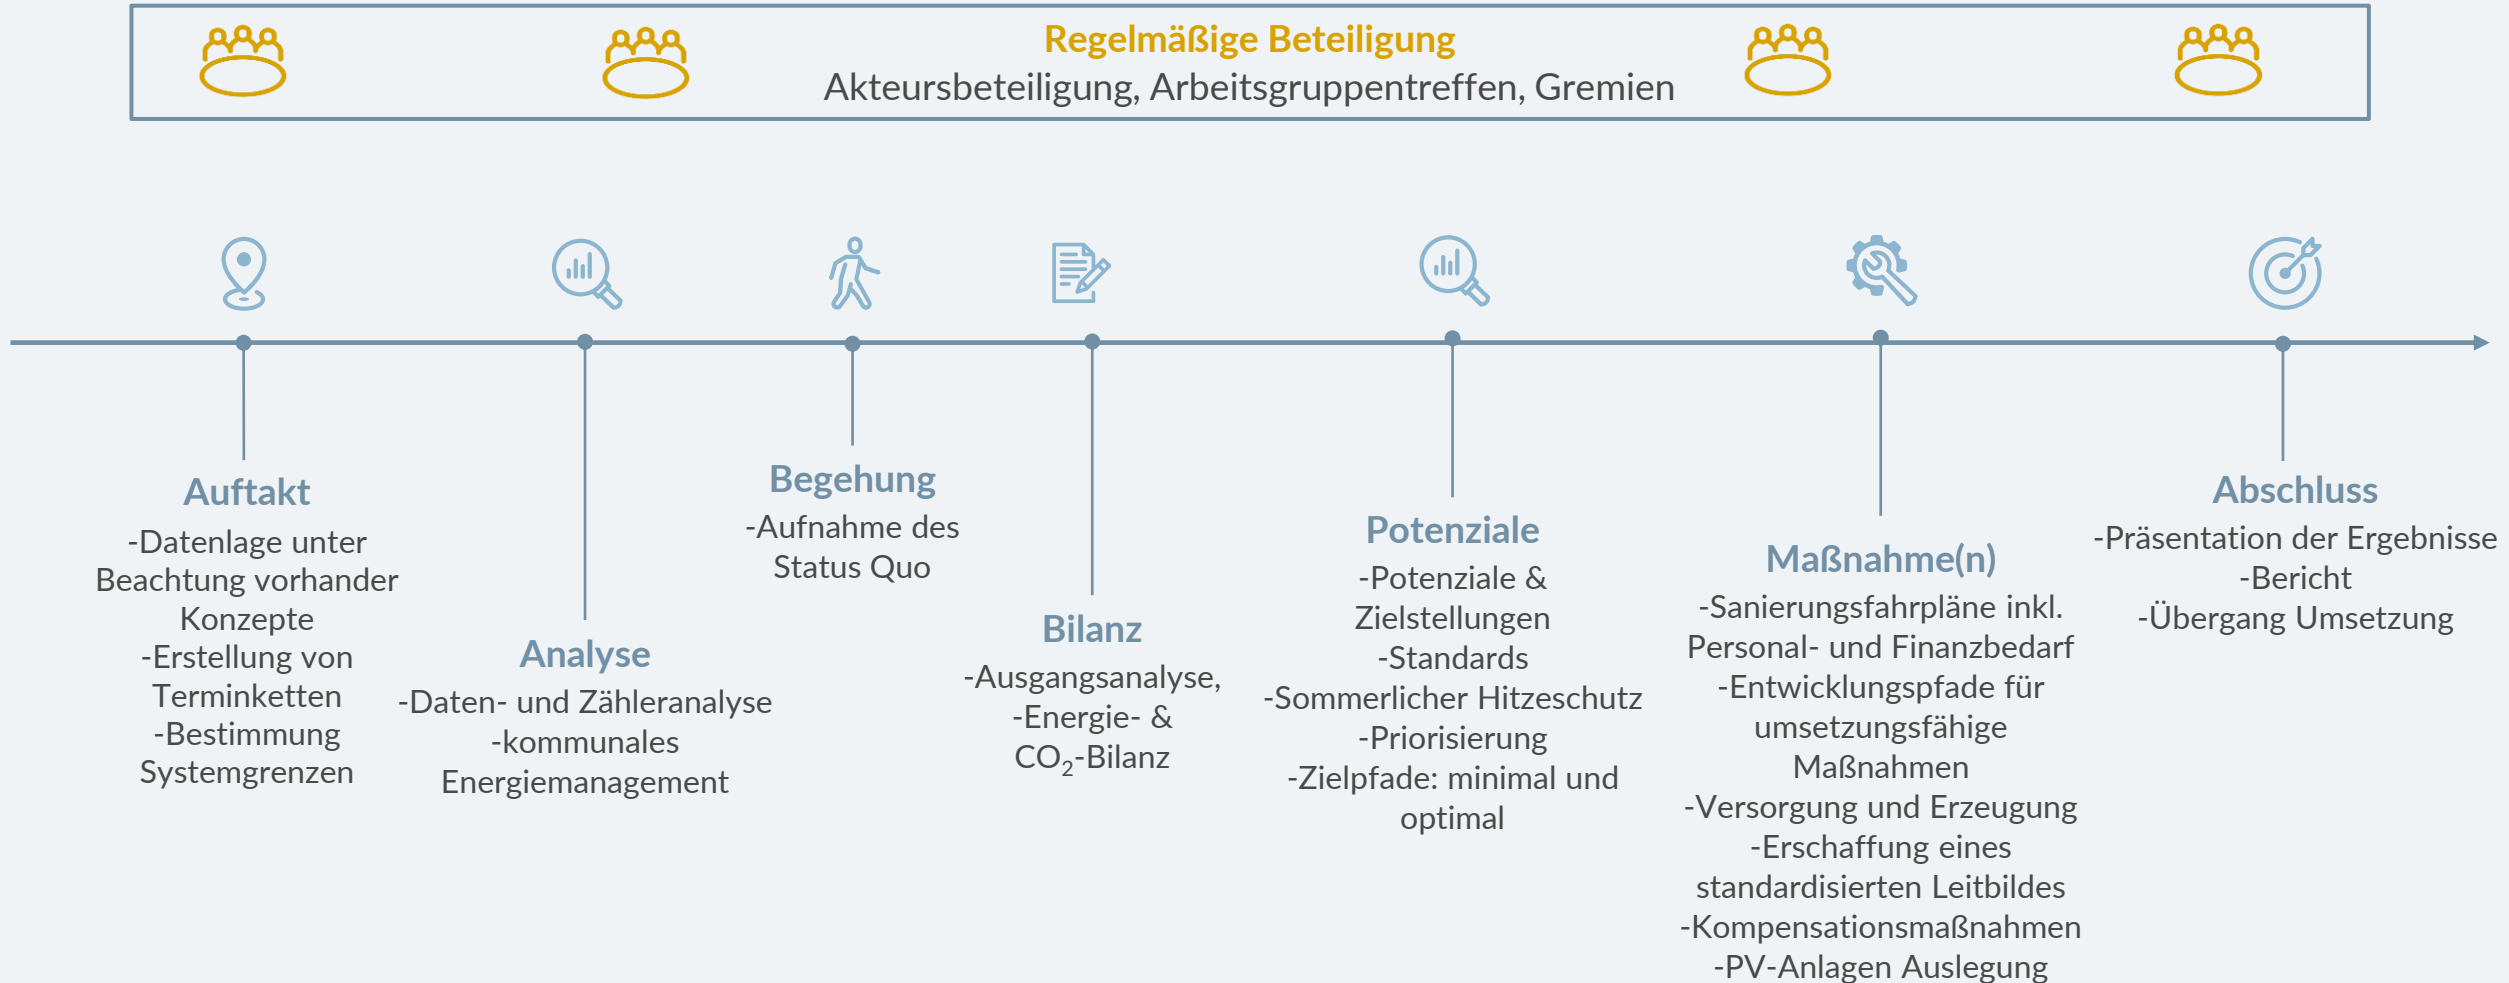 Regelmäßige Beteiligung
Akteursbeteiligung, Arbeitsgruppentreffen, Gremien
Auftakt
-Datenlage unter
Beachtung vorhander
Konzepte
-Erstellung von
Terminketten
-Bestimmung
Systemgrenzen
Analyse
-Daten- und Zähleranalyse
-kommunales
Energiemanagement
Begehung
-Aufnahme des
Status Quo
Bilanz
-Ausgangsanalyse,
-Energie- &
CO₂-Bilanz
Potenziale
-Potenziale &
Zielstellungen
-Standards
-Sommerlicher Hitzeschutz
-Priorisierung
-Zielpfade: minimal und
optimal
Maßnahme(n)
-Sanierungsfahrpläne inkl.
Personal- und Finanzbedarf
-Entwicklungspfade für
umsetzungsfähige
Maßnahmen
-Versorgung und Erzeugung
-Erschaffung eines
standardisierten Leitbildes
-Kompensationsmaßnahmen
-PV-Anlagen Auslegung
Abschluss
-Präsentation der Ergebnisse
-Bericht
-Übergang Umsetzung